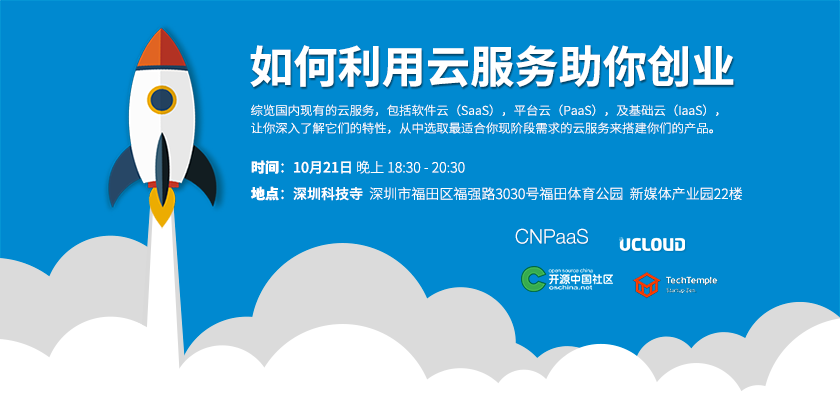 如何利用云服务助你创业
综览国内现有的云服务，包括软件云（SaaS），平台云（PaaS），及基础云（IaaS），
让你深入了解它们的特性，从中选取最适合你现阶段需求的云服务来搭建你们的产品。
时间：10月21日 晚上 18:30 - 20:30
地点：深圳科技寺 深圳市福田区福强路3030号福田体育公园 新媒体产业园22楼
CNPaaS
UCLOUD
open source china
开源中国社区
oschina.net
TechTemple